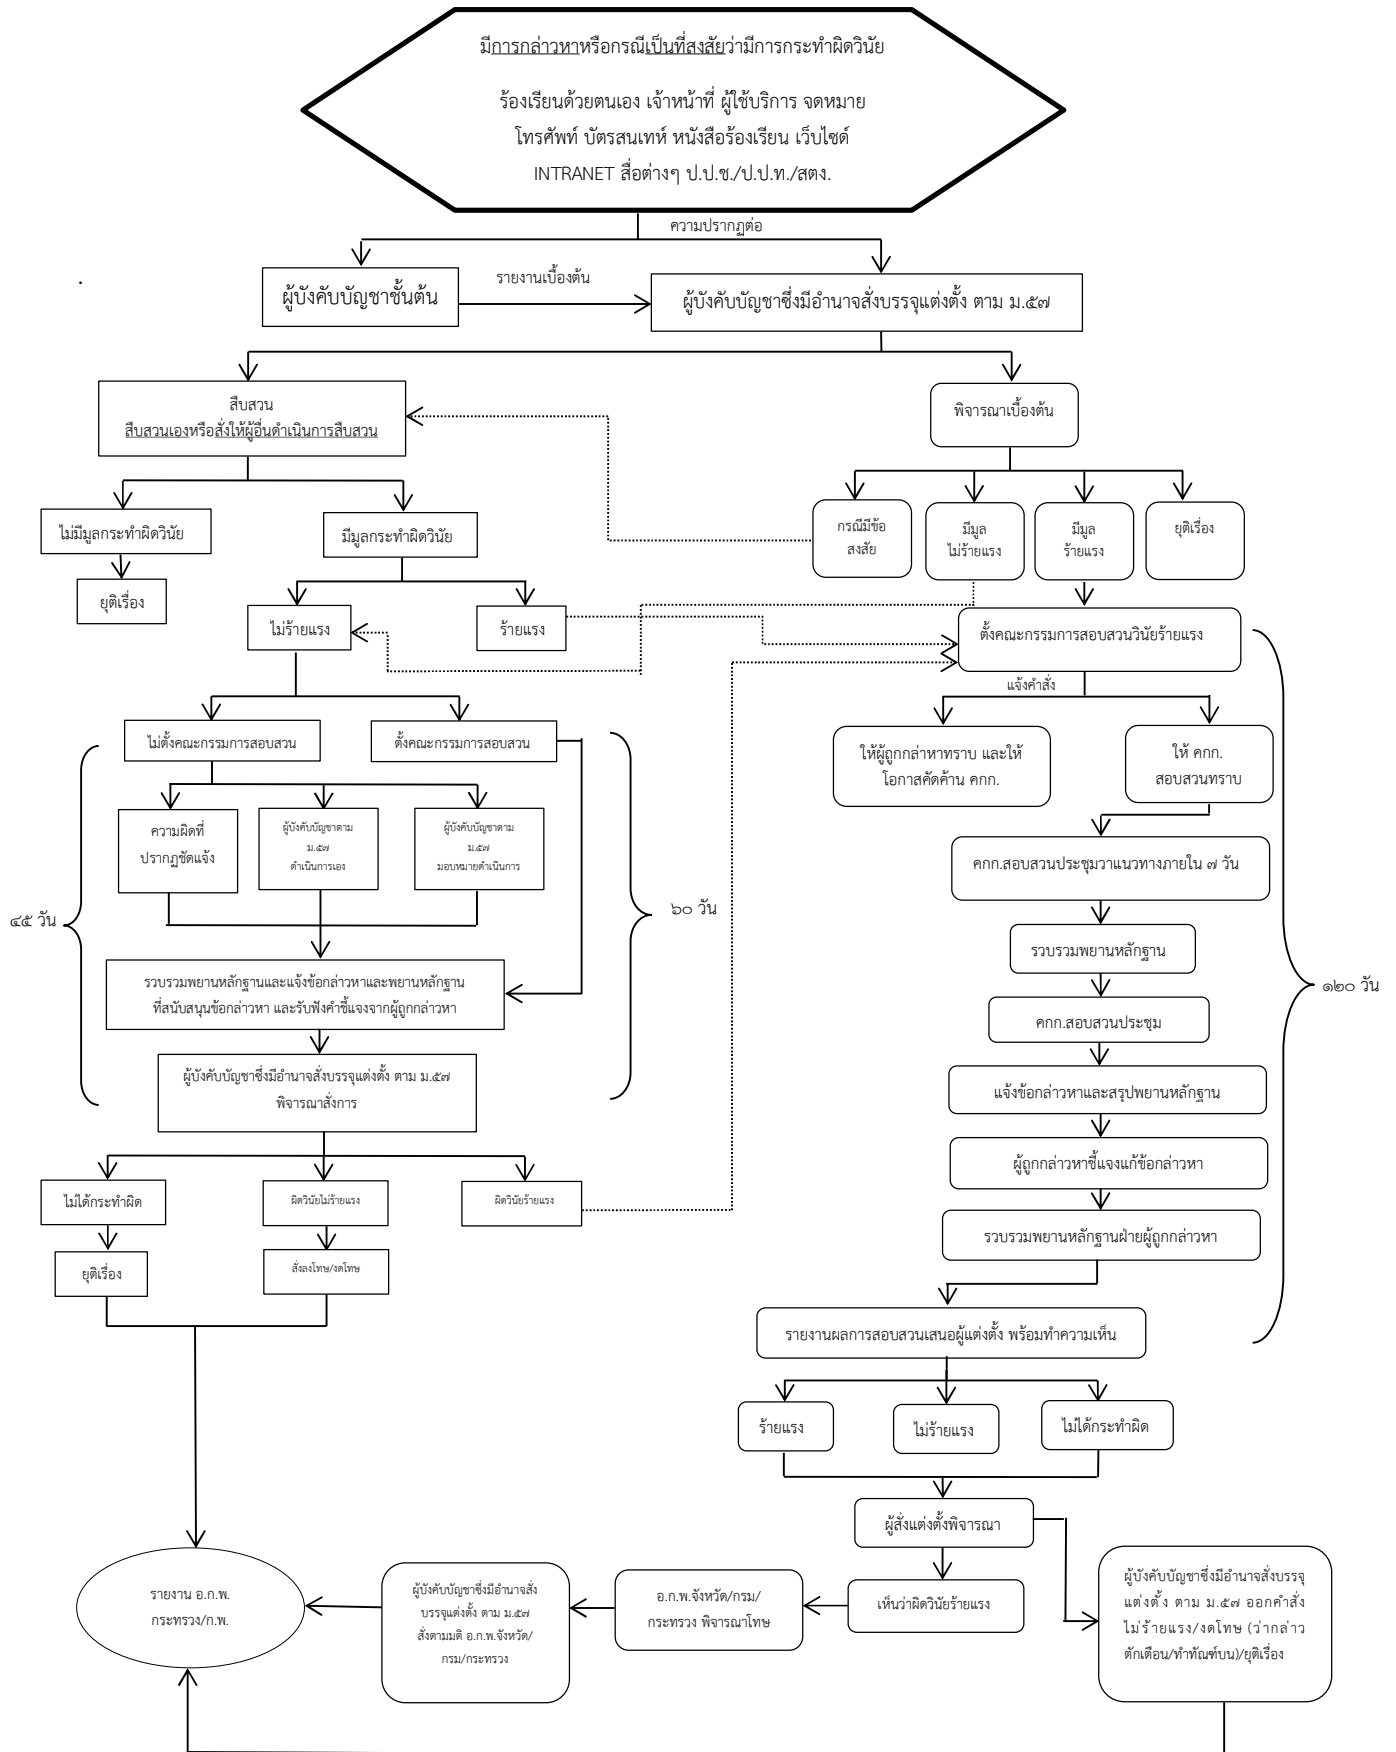 มีการกล่าวหาหรือกรณีเป็นที่สงสัยว่ามีการกระทำผิดวินัย
ร้องเรียนด้วยตนเอง เจ้าหน้าที่ ผู้ใช้บริการ จดหมาย
โทรศัพท์ บัตรสนเท่ห์ หนังสือร้องเรียน เว็บไซด์
INTRANET สื่อต่างๆ ป.ป.ช./ป.ป.ท./สตง.
ความปรากฏต่อ
ผู้บังคับบัญชาชั้นต้น
รายงานเบื้องต้น
ผู้บังคับบัญชาซึ่งมีอำนาจสั่งบรรจุแต่งตั้ง ตาม ม.๕๗
สืบสวน
สืบสวนเองหรือสั่งให้ผู้อื่นดำเนินการสืบสวน
พิจารณาเบื้องต้น
ไม่มีมูลกระทำผิดวินัย
มีมูลกระทำผิดวินัย
กรณีมีข้อ
สงสัย
มีมูล
ไม่ร้ายแรง
มีมูล
ร้ายแรง
ยุติเรื่อง
ยุติเรื่อง
ไม่ร้ายแรง
ร้ายแรง
ตั้งคณะกรรมการสอบสวนวินัยร้ายแรง
แจ้งคำสั่ง
ไม่ตั้งคณะกรรมการสอบสวน
ตั้งคณะกรรมการสอบสวน
ให้ผู้ถูกกล่าหาทราบ และให้
โอกาสคัดค้าน คกก.
ให้ คกก.
สอบสวนทราบ
ความผิดที่
ปรากฏชัดแจ้ง
ผู้บังคับบัญชาตาม
ม.๕๗
ดำเนินการเอง
ผู้บังคับบัญชาตาม
ม.๕๗
มอบหมายดำเนินการ
คกก.สอบสวนประชุมวาแนวทางภายใน ๗ วัน
๔๕ วัน
๖๐ วัน
รวบรวมพยานหลักฐาน
รวบรวมพยานหลักฐานและแจ้งข้อกล่าวหาและพยานหลักฐาน
ที่สนับสนุนข้อกล่าวหา และรับฟังคำชี้แจงจากผู้ถูกกล่าวหา
๑๒๐ วัน
คกก.สอบสวนประชุม
ผู้บังคับบัญชาซึ่งมีอำนาจสั่งบรรจุแต่งตั้ง ตาม ม.๕๗
พิจารณาสั่งการ
แจ้งข้อกล่าวหาและสรุปพยานหลักฐาน
ผู้ถูกกล่าวหาชี้แจงแก้ข้อกล่าวหา
ไม่ได้กระทำผิด
ผิดวินัยไม่ร้ายแรง
ผิดวินัยร้ายแรง
รวบรวมพยานหลักฐานฝ่ายผู้ถูกกล่าวหา
ยุติเรื่อง
สั่งลงโทษ/งดโทษ
รายงานผลการสอบสวนเสนอผู้แต่งตั้ง พร้อมทำความเห็น
ร้ายแรง
ไม่ร้ายแรง
ไม่ได้กระทำผิด
ผู้สั่งแต่งตั้งพิจารณา
รายงาน อ.ก.พ.
กระทรวง/ก.พ.
ผู้บังคับบัญชาซึ่งมีอำนาจสั่ง
บรรจุแต่งตั้ง ตาม ม.๕๗
สั่งตามมติ อ.ก.พ.จังหวัด/
กรม/กระทรวง
อ.ก.พ.จังหวัด/กรม/
กระทรวง พิจารณาโทษ
เห็นว่าผิดวินัยร้ายแรง
ผู้บังคับบัญชาซึ่งมีอำนาจสั่งบรรจุ
แต่งตั้ง ตาม ม.๕๗ ออกคำสั่ง
ไม่ร้ายแรง/งดโทษ (ว่ากล่าว
ตักเตือน/ทำทัณฑ์บน)/ยุติเรื่อง